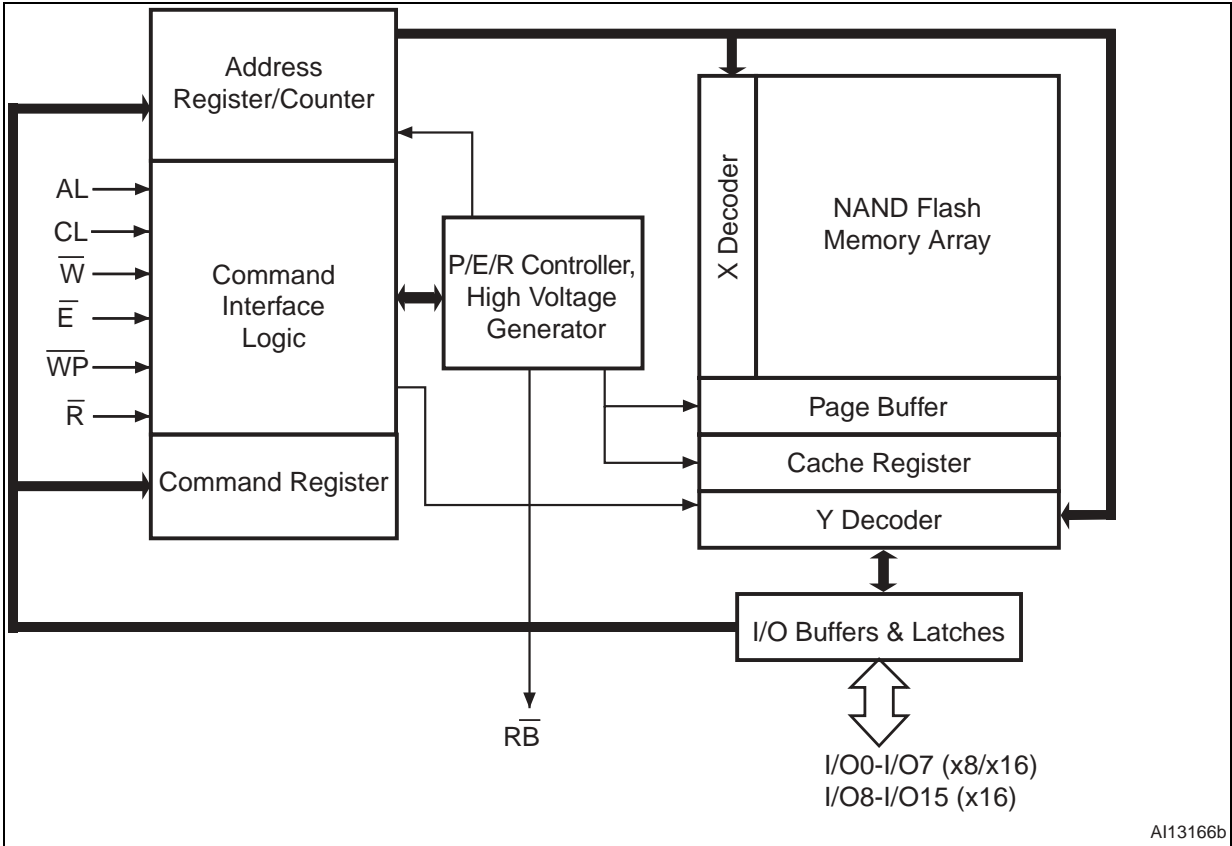 Address
Register/Counter
AL
CL
W̅
E̅
W̅P̅
R̅
Command
Interface
Logic
Command Register
P/E/R Controller,
High Voltage
Generator
RB̅
X Decoder
NAND Flash
Memory Array
Page Buffer
Cache Register
Y Decoder
I/O Buffers & Latches
I/O0-I/O7 (x8/x16)
I/O8-I/O15 (x16)
AI13166b